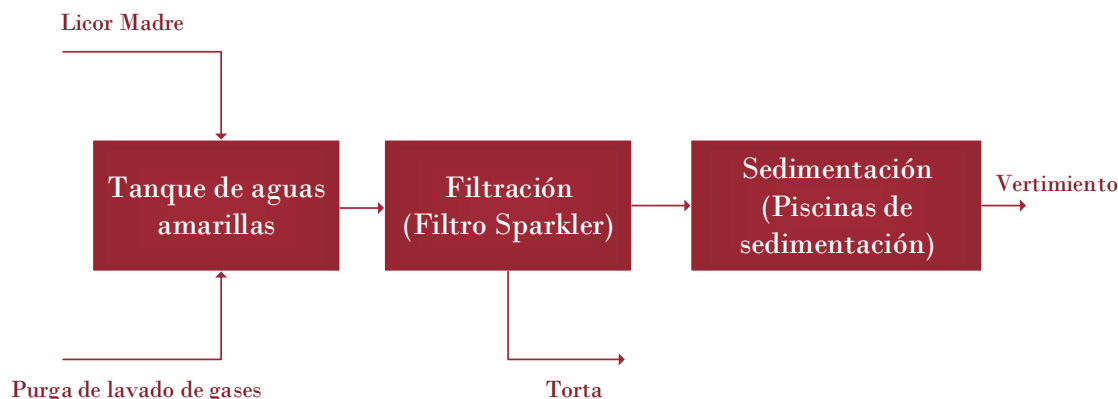 Licor Madre
Tanque de aguas
amarillas
Filtración
(Filtro Sparkler)
Sedimentación
(Piscinas de
sedimentación)
Vertimiento
Purga de lavado de gases
Torta